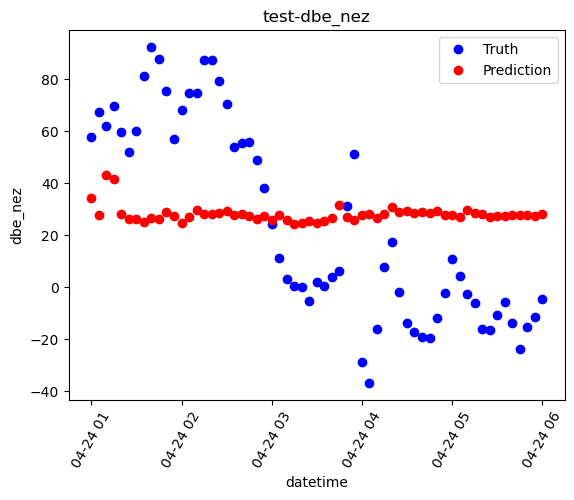 test-dbe_nez
Truth
Prediction
dbe_nez
80
60
40
20
0
−20
−40
04-24 01
04-24 02
04-24 03
04-24 04
04-24 05
04-24 06
datetime